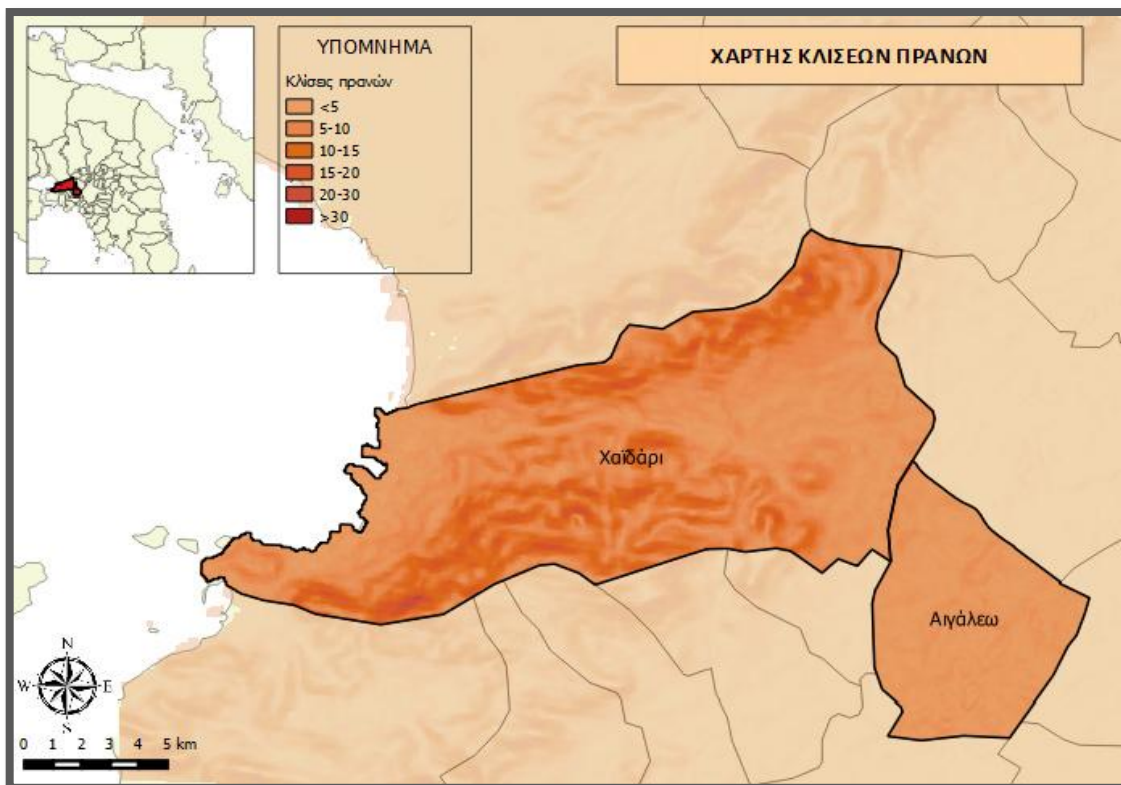 ΥΠΟΜΝΗΜΑ
Κλίσεις πρανών
<5
5-10
10-15
15-20
20-30
>30
ΧΑΡΤΗΣ ΚΛΙΣΕΩΝ ΠΡΑΝΩΝ
Χαϊδάρι
Αιγάλεω
N
W E
S
0 1 2 3 4 5 km